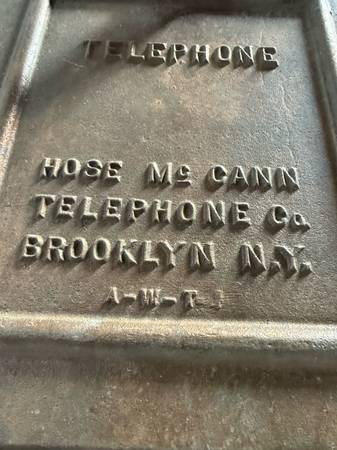 TELEPHONE
HOSE McCANN
TELEPHONE Co.
BROOKLYN N.Y.
A-W-T